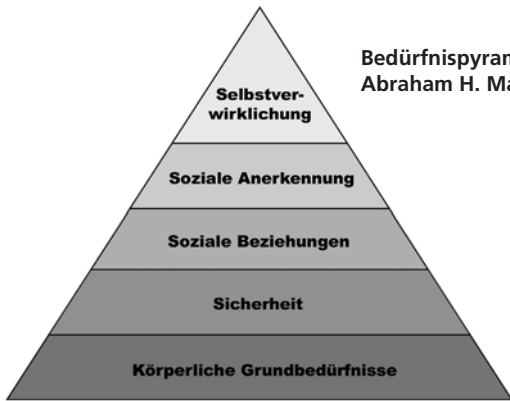 Bedürfnispyram
Abraham H. Ma
Selbstver-
wirklichung
Soziale Anerkennung
Soziale Beziehungen
Sicherheit
Körperliche Grundbedürfnisse